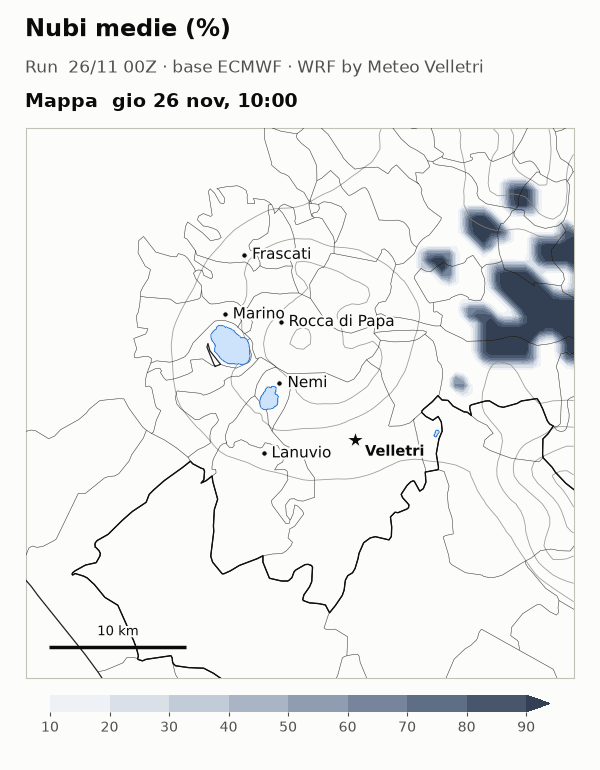 Nubi medie (%)
Run 26/11 00Z · base ECMWF · WRF by Meteo Velletri
Mappa gio 26 nov, 10:00
Frascati
Marino
Rocca di Papa
Nemi
Velletri
Lanuvio
10 km
10 20 30 40 50 60 70 80 90